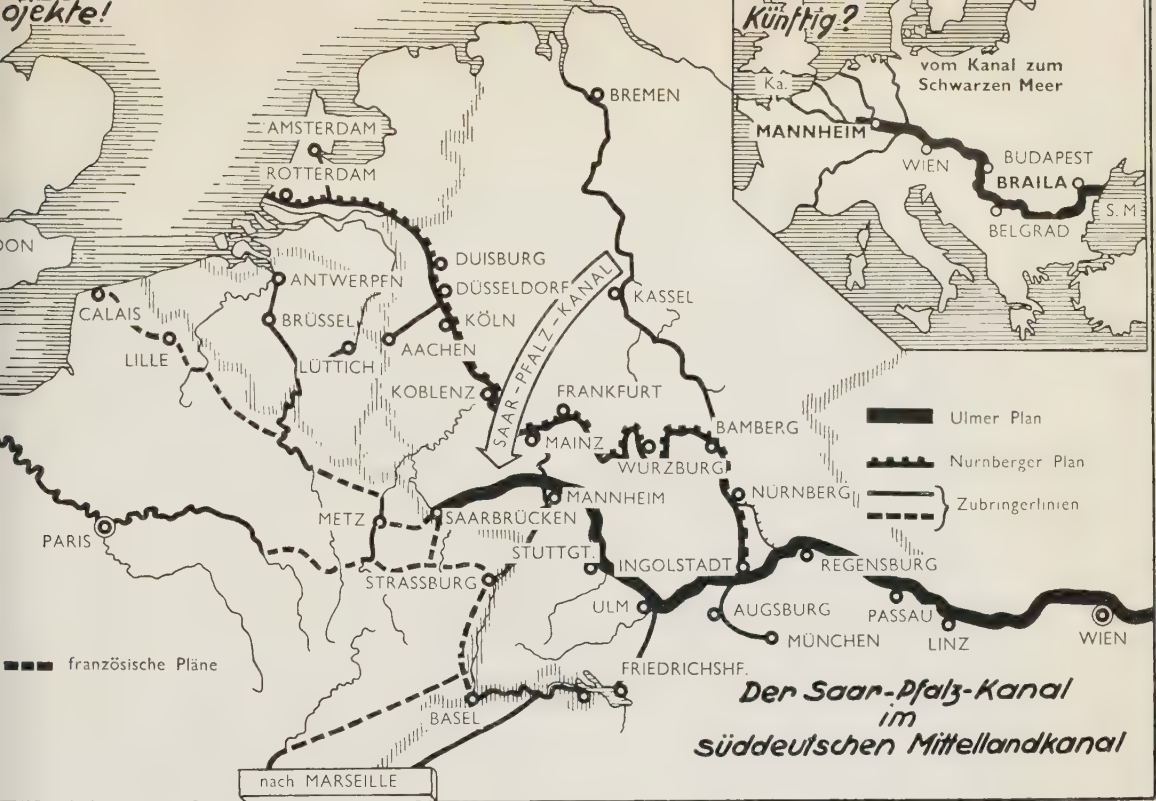 ojekte!
Künftig?
vom Kanal zum
Schwarzen Meer
Ka.
MANNHEIM
WIEN
BUDAPEST
BRAILA
S. M
BELGRAD
BREMEN
AMSTERDAM
ROTTERDAM
DON
ANTWERPEN
DUISBURG
DÜSSELDORF
KASSEL
CALAIS
BRÜSSEL
KÖLN
LILLE
LÜTTICH
AACHEN
SAAR-PFALZ-KANAL
KOBLENZ
FRANKFURT
MAINZ
WURZBURG
BAMBERG
Ulmer Plan
Nurnberger Plan
Zubringerlinien
MANNHEIM
NÜRNBERG
METZ
SAARBRÜCKEN
PARIS
STUTTGT.
INGOLSTADT
REGENSBURG
STRASSBURG
ULM
AUGSBURG
PASSAU
MÜNCHEN
LINZ
WIEN
französische Pläne
FRIEDRICHSHF.
BASEL
Der Saar-Pfalz-Kanal
im
süddeutschen Mittellandkanal
nach MARSEILLE